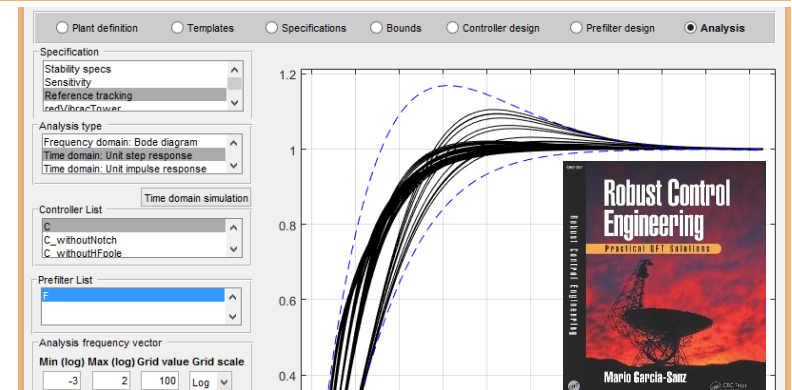 Plant definition Templates Specifications Bounds Controller design Prefilter design Analysis
Specification
Stability specs
Sensitivity
Reference tracking
redVibracTower
Analysis type
Frequency domain: Bode diagram
Time domain: Unit step response
Time domain: Unit impulse response
Time domain simulation
Controller List
C
C_withoutNotch
C_withoutHFpole
Prefilter List
F
Analysis frequency vector
Min (log) Max (log) Grid value Grid scale
-3 2 100 Log
1.2
1
0.8
0.6
0.4
Robust Control Engineering
Robust Control
Engineering
Practical QFT Solutions
Mario Garcia-Sanz
CRC Press